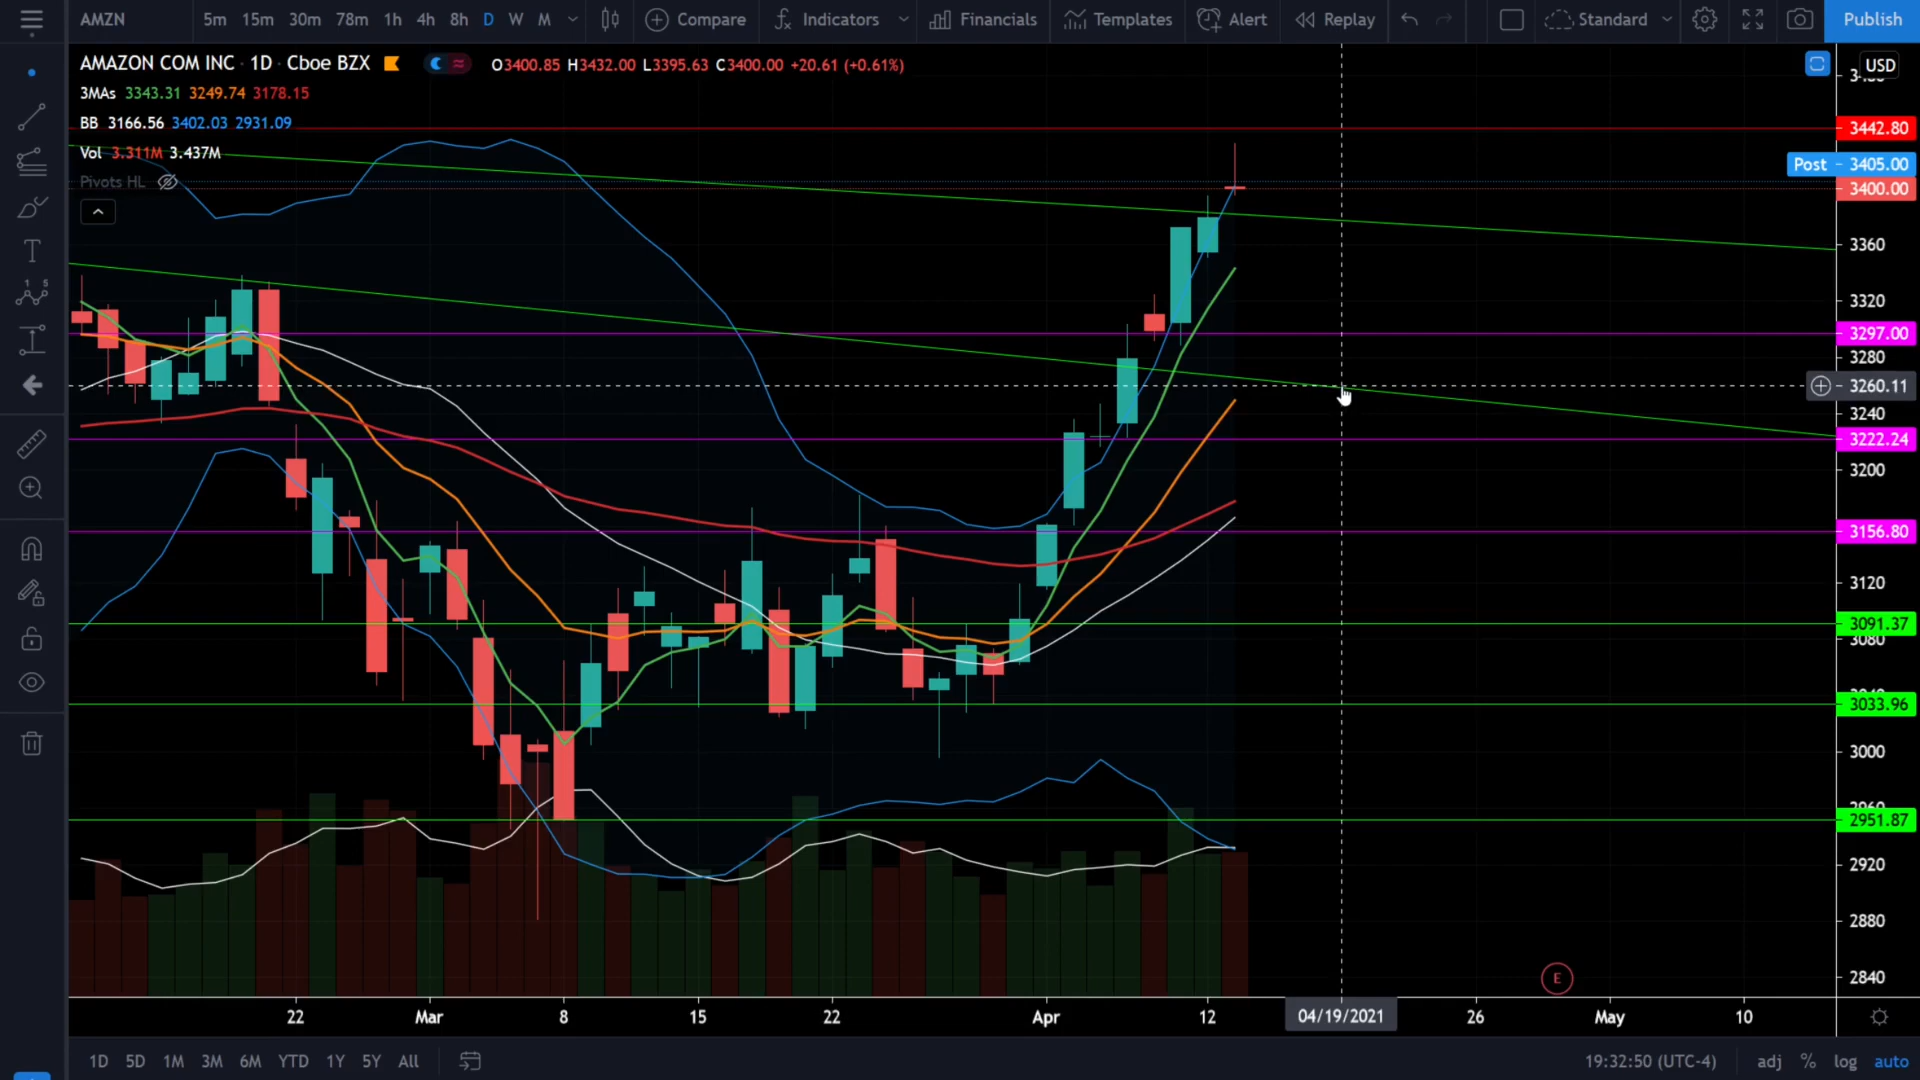 AMZN 5m 15m 30m 78m 1h 4h 8h D W M Compare Indicators Financials Templates Alert Replay Standard Publish
AMAZON COM INC · 1D · Cboe BZX O3400.85 H3432.00 L3395.63 C3400.00 +20.61 (+0.61%)
USD
3MAs 3343.31 3249.74 3178.15
BB 3166.56 3402.03 2931.09
3442.80
Vol 3.311M 3.437M
Post 3405.00
Pivots HL
3400.00
3360
3320
3297.00
3280
3260.11
3240
3222.24
3200
3156.80
3120
3091.37
3080
3033.96
3000
2960
2951.87
2920
2880
2840
E
22 Mar 8 15 22 Apr 12 04/19/2021 26 May 10
1D 5D 1M 3M 6M YTD 1Y 5Y All 19:32:50 (UTC-4) adj % log auto